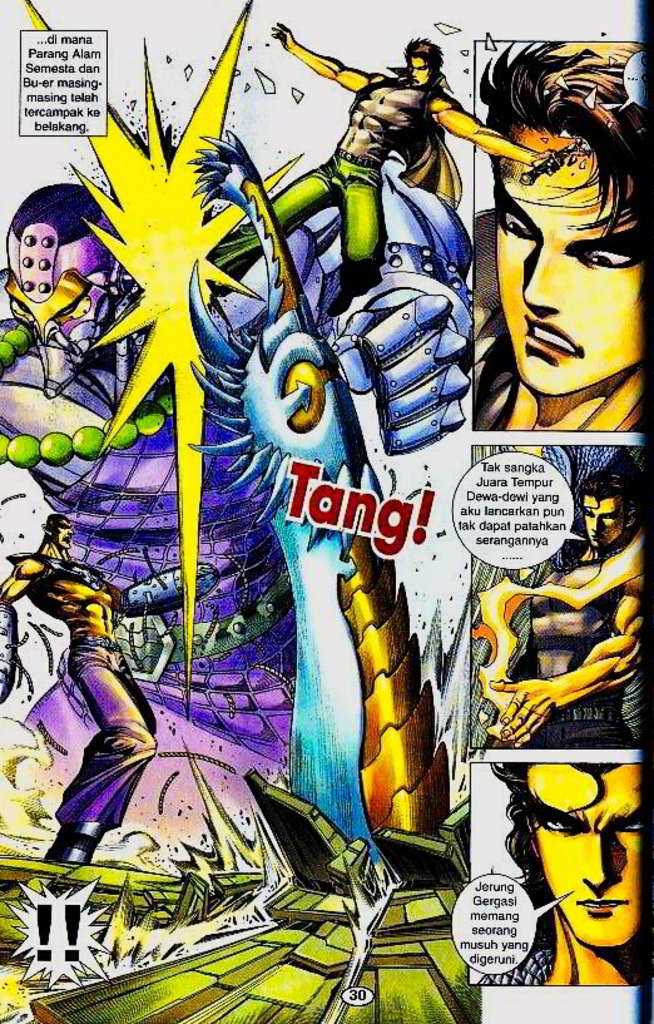 ...di mana
Parang Alam
Semesta dan
Bu-er masing-
masing telah
tercampak ke
belakang.
Tang!
Tak sangka
Juara Tempur
Dewa-dewi yang
aku lancarkan pun
tak dapat patahkan
serangannya
......
Jerung
Gergasi
memang
seorang
musuh yang
digeruni.
!!
30